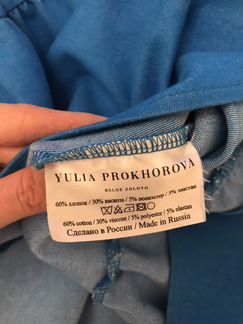 YULIA PROKHOROVA
BELOE ZOLOTO
60% хлопок / 30% вискоза / 5% полиэстер / 5% эластан
60% cotton / 30% viscose / 5% polyester / 5% elastan
Сделано в России / Made in Russia